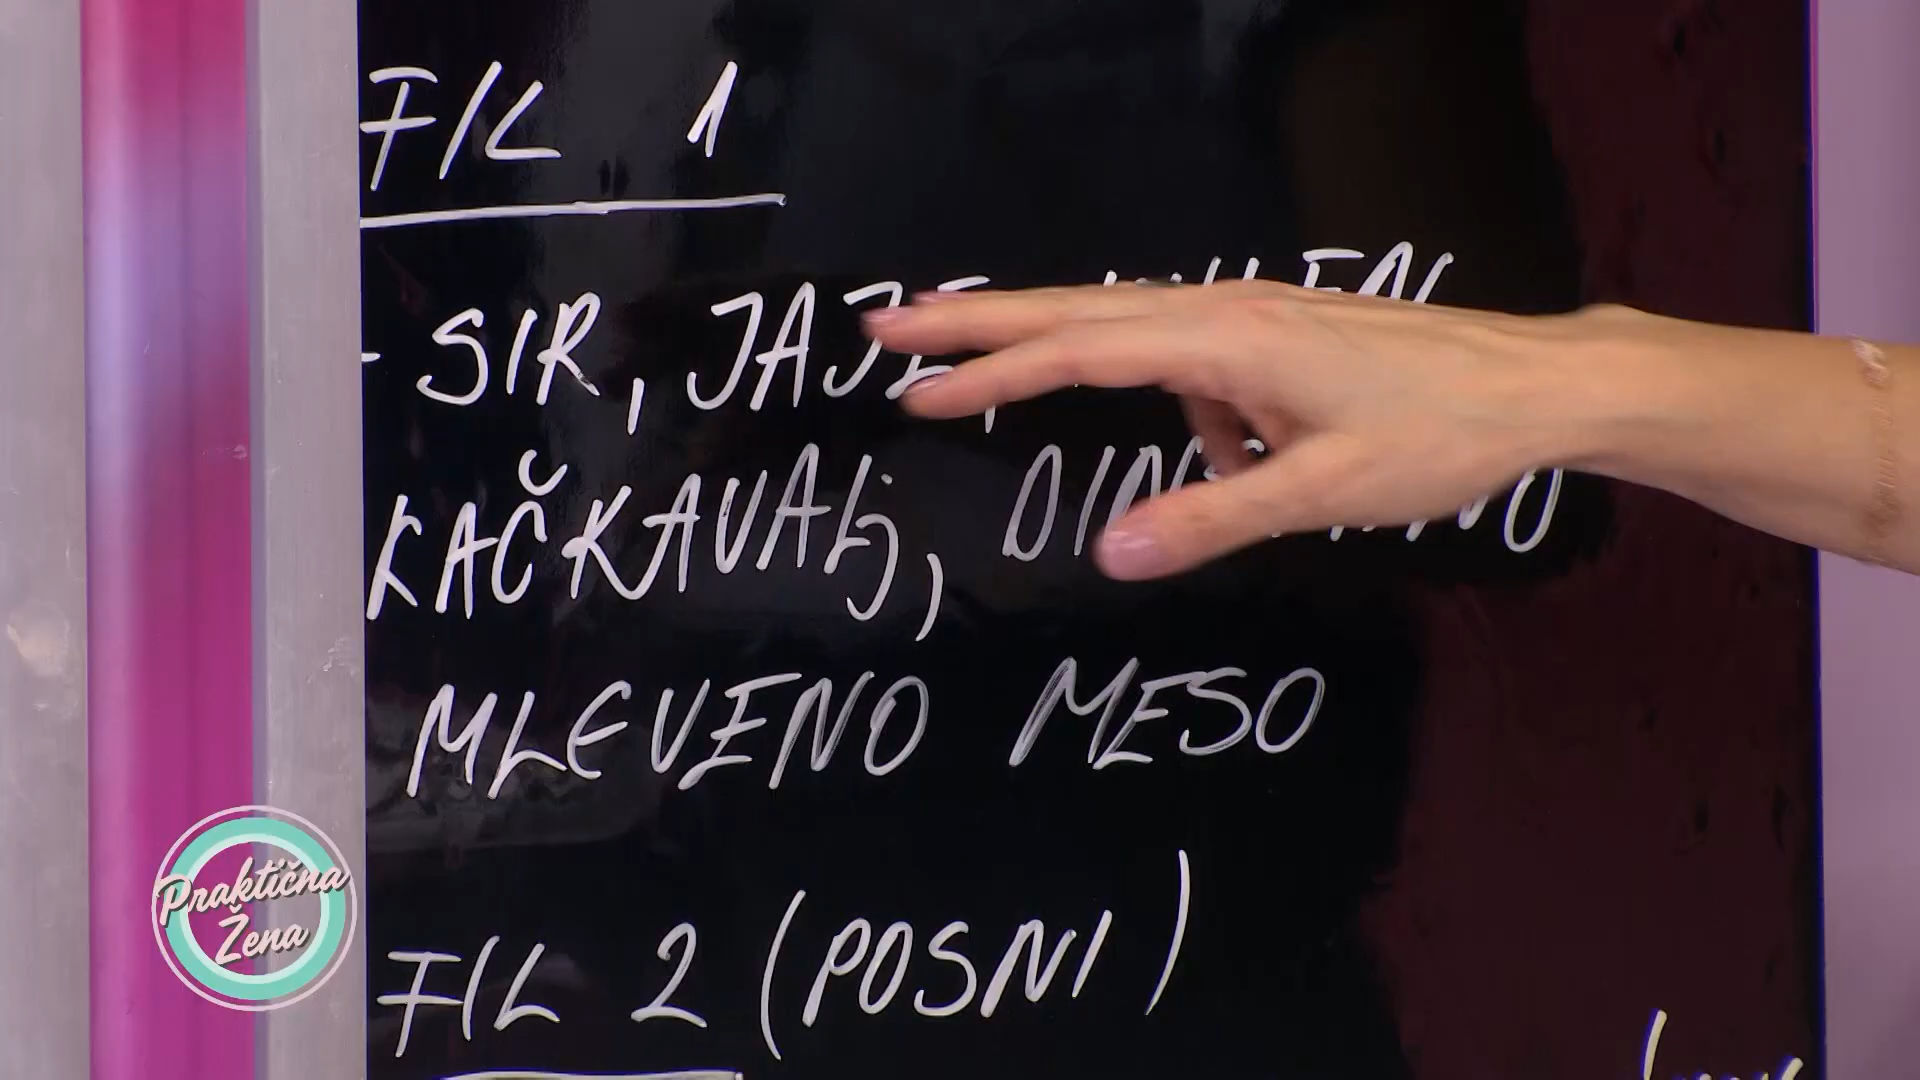 FIL 1
- SIR, JAJE,
KAČKAVALJ,
MLEVENO MESO
FIL 2 (POSNI)
Praktična
Žena